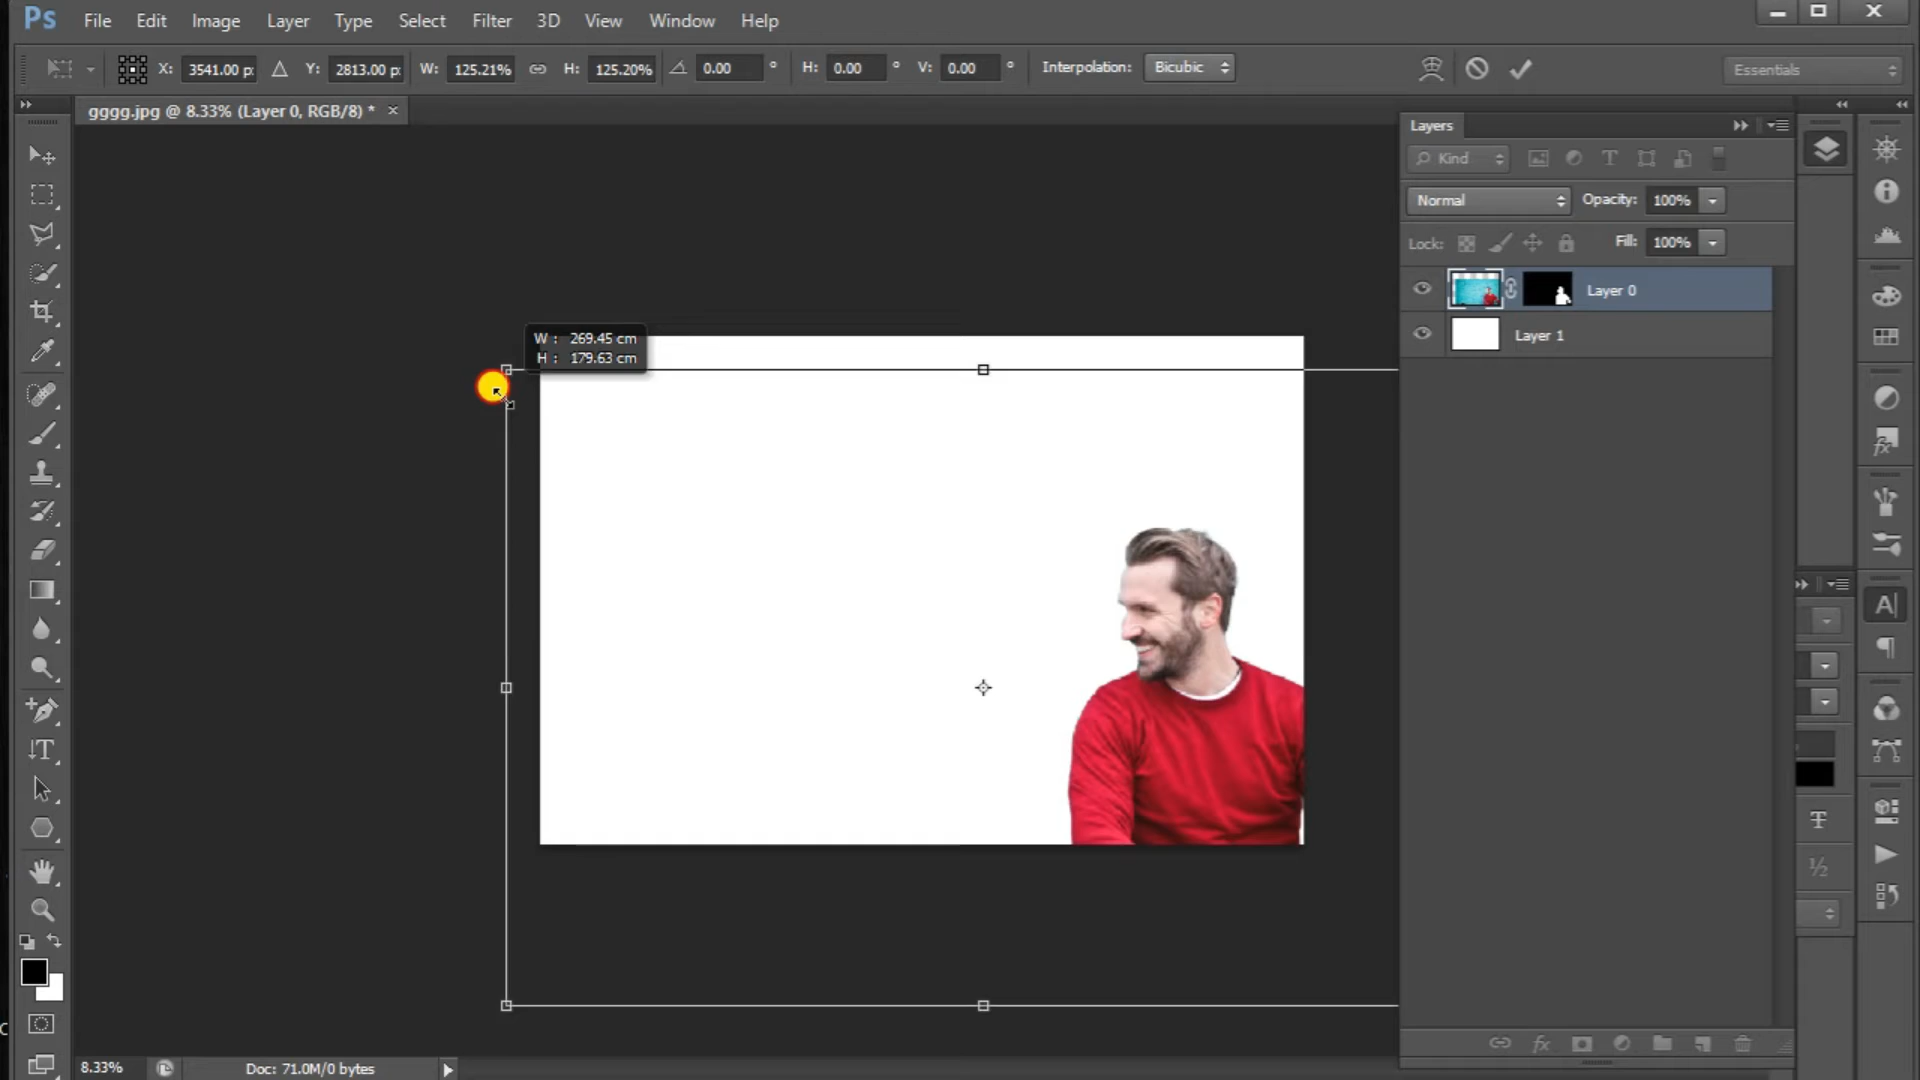 Ps File Edit Image Layer Type Select Filter 3D View Window Help
X: 3541.00 p: Y: 2813.00 p: W: 125.21% H: 125.20% 0.00 ° H: 0.00 ° V: 0.00 ° Interpolation: Bicubic Essentials
gggg.jpg @ 8.33% (Layer 0, RGB/8) * ×
Layers
Kind
Normal Opacity: 100%
Lock: Fill: 100%
Layer 0
Layer 1
W : 269.45 cm
H : 179.63 cm
8.33% Doc: 71.0M/0 bytes